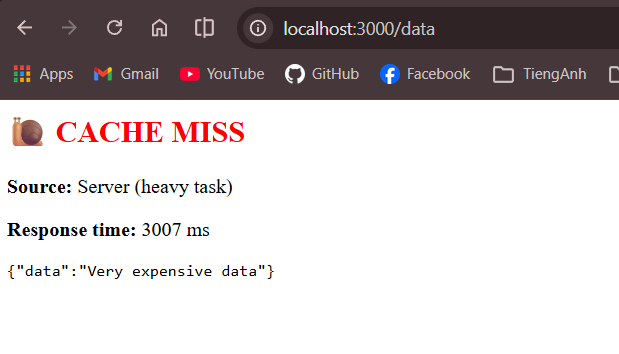 localhost:3000/data
Apps Gmail YouTube GitHub Facebook TiengAnh
CACHE MISS
Source: Server (heavy task)
Response time: 3007 ms
{"data":"Very expensive data"}